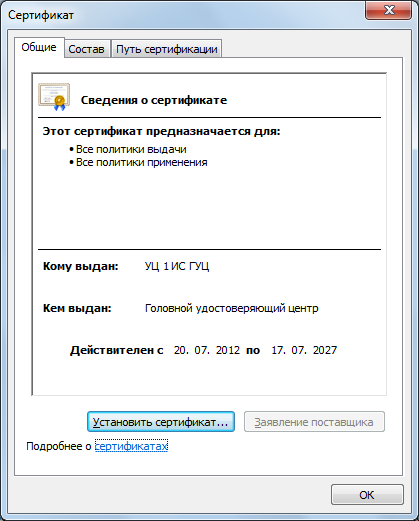 Сертификат
Общие Состав Путь сертификации
Сведения о сертификате
Этот сертификат предназначается для:
• Все политики выдачи
• Все политики применения
Кому выдан: УЦ 1 ИС ГУЦ
Кем выдан: Головной удостоверяющий центр
Действителен с 20. 07. 2012 по 17. 07. 2027
Установить сертификат... Заявление поставщика
Подробнее о сертификатах
ОК